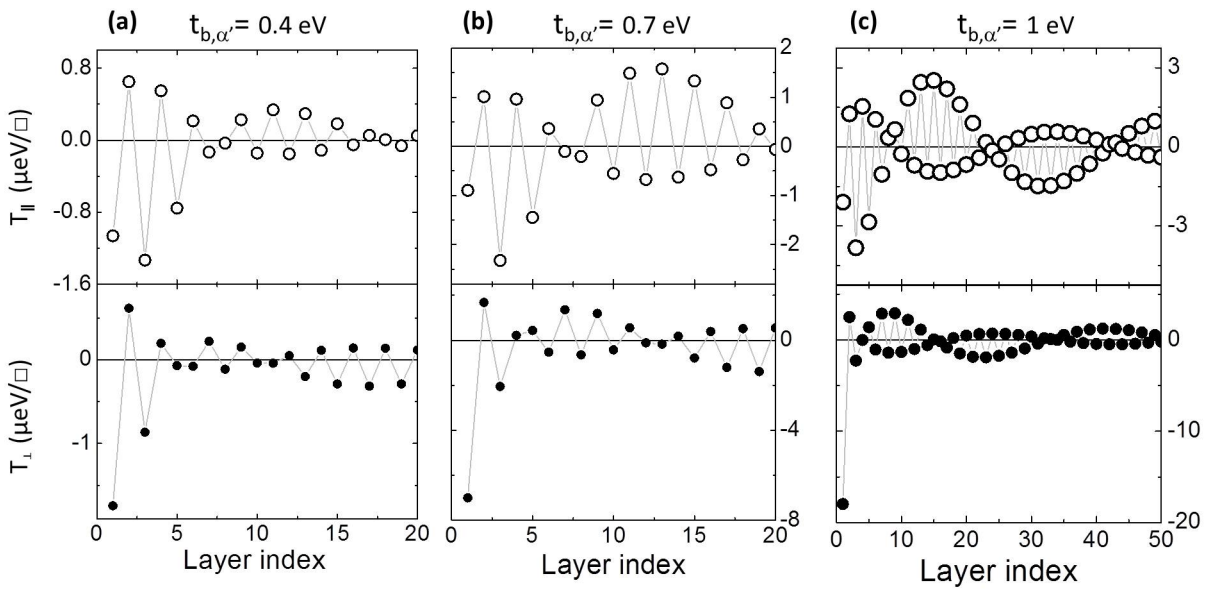 (a) t_b,α' = 0.4 eV
(b) t_b,α' = 0.7 eV
(c) t_b,α' = 1 eV
T_∥ (μeV/□)
0.8
0.0
-0.8
-1.6
2
1
0
-1
-2
3
0
-3
T_⊥ (μeV/□)
0
-1
0
-4
-8
0
-10
-20
0 5 10 15 20
0 5 10 15 20
0 10 20 30 40 50
Layer index
Layer index
Layer index